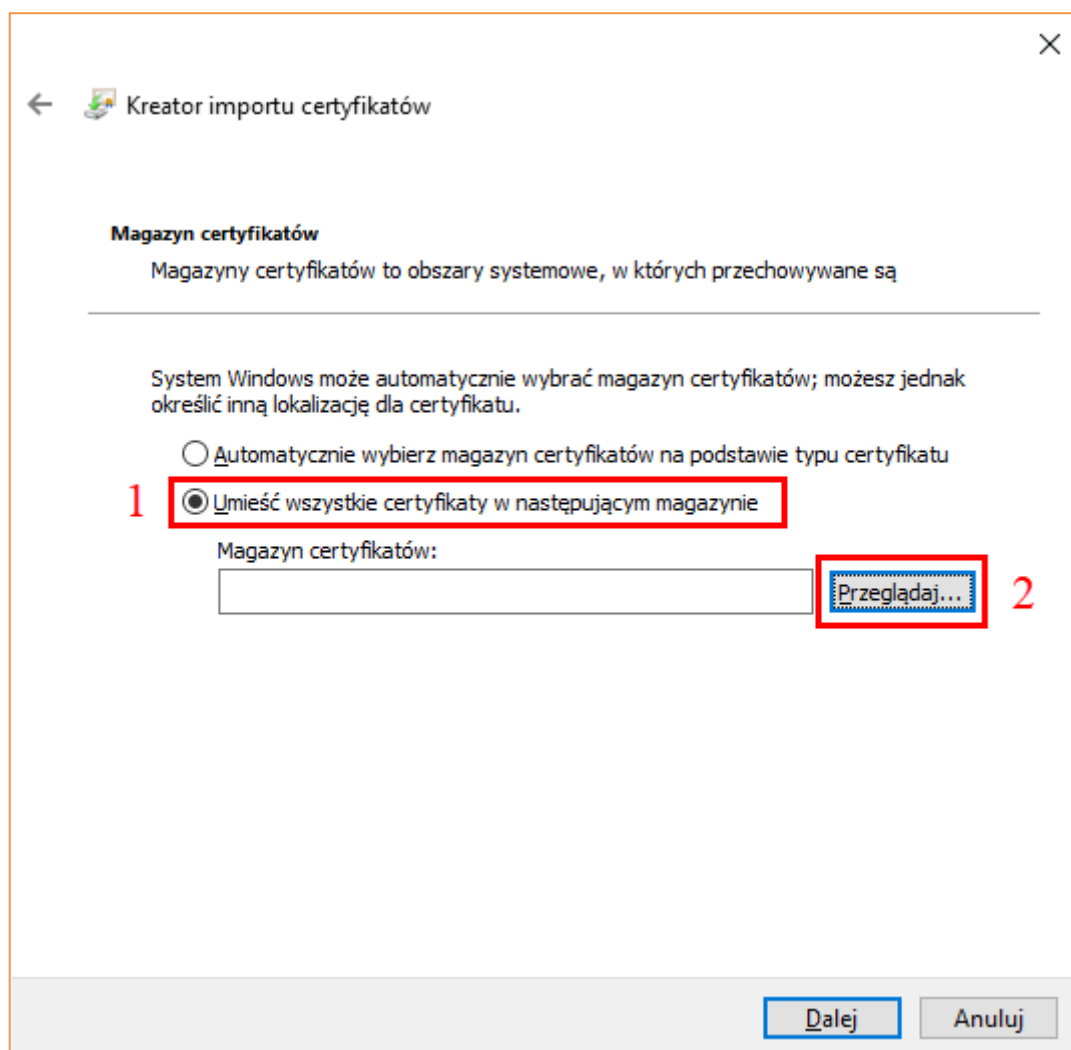 Kreator importu certyfikatów
Magazyn certyfikatów
Magazyny certyfikatów to obszary systemowe, w których przechowywane są
System Windows może automatycznie wybrać magazyn certyfikatów; możesz jednak
określić inną lokalizację dla certyfikatu.
Automatycznie wybierz magazyn certyfikatów na podstawie typu certyfikatu
1 Umieść wszystkie certyfikaty w następującym magazynie
Magazyn certyfikatów:
Przeglądaj... 2
Dalej Anuluj